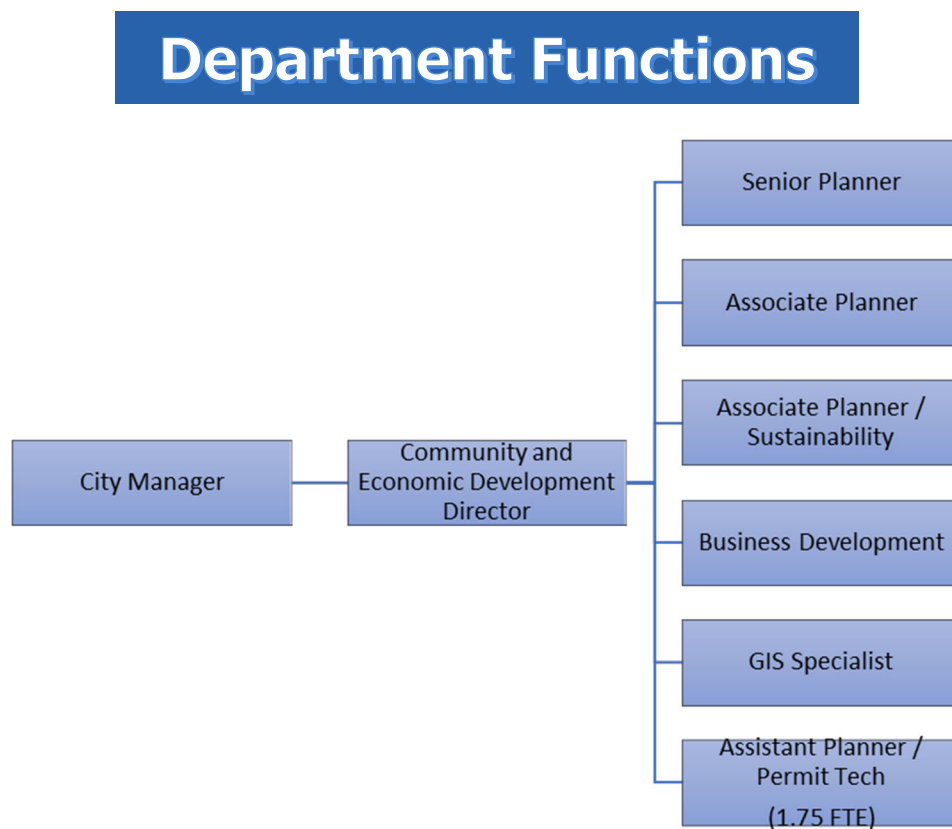 Department Functions
City Manager
Community and
Economic Development
Director
Senior Planner
Associate Planner
Associate Planner /
Sustainability
Business Development
GIS Specialist
Assistant Planner /
Permit Tech
(1.75 FTE)